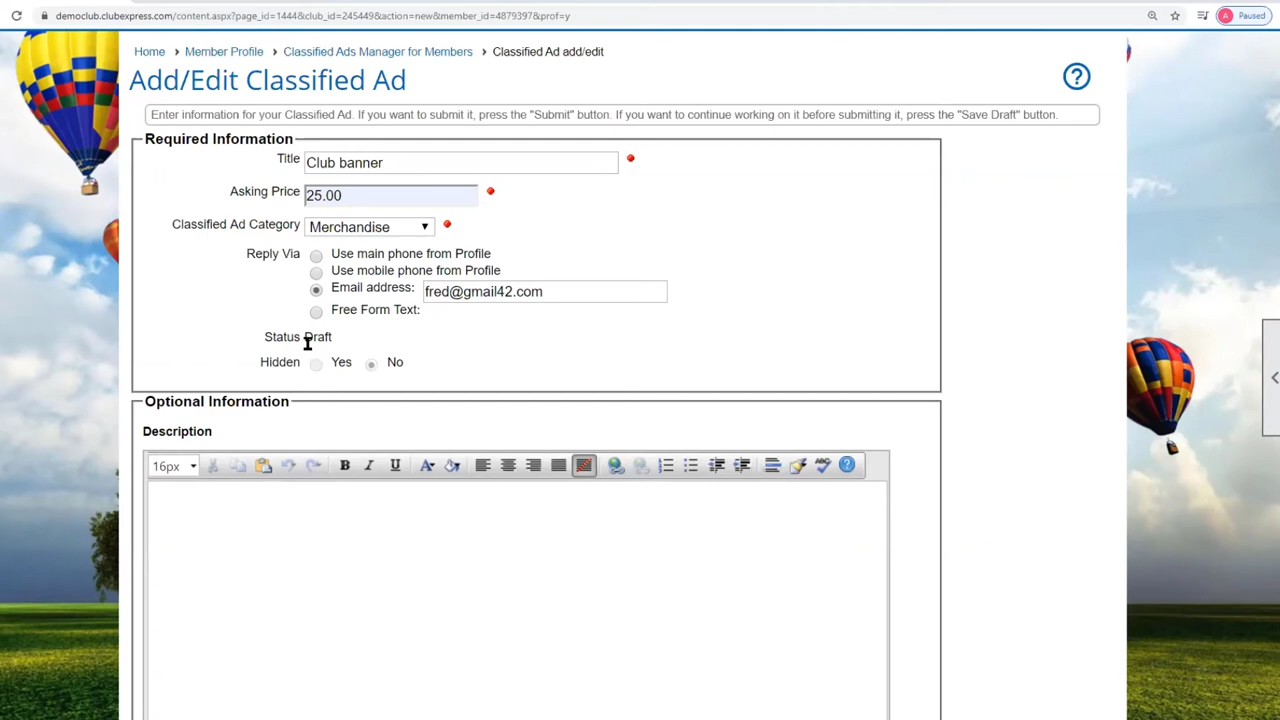 democlub.clubexpress.com/content.aspx?page_id=1444&club_id=245449&action=new&member_id=4879397&prof=y
A Paused
Home Member Profile Classified Ads Manager for Members Classified Ad add/edit
Add/Edit Classified Ad
?
Enter information for your Classified Ad. If you want to submit it, press the "Submit" button. If you want to continue working on it before submitting it, press the "Save Draft" button.
Required Information
Title Club banner
Asking Price 25.00
Classified Ad Category Merchandise
Reply Via Use main phone from Profile
Use mobile phone from Profile
Email address: fred@gmail42.com
Free Form Text:
Status Draft
Hidden Yes No
Optional Information
Description
16px B I U A ?